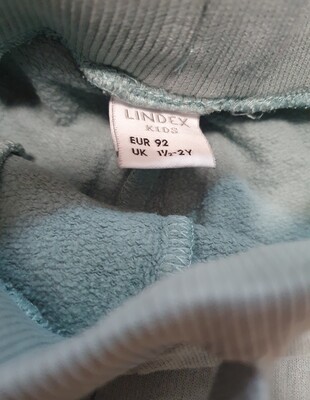 LINDEX
KIDS
EUR 92
UK 1½-2Y